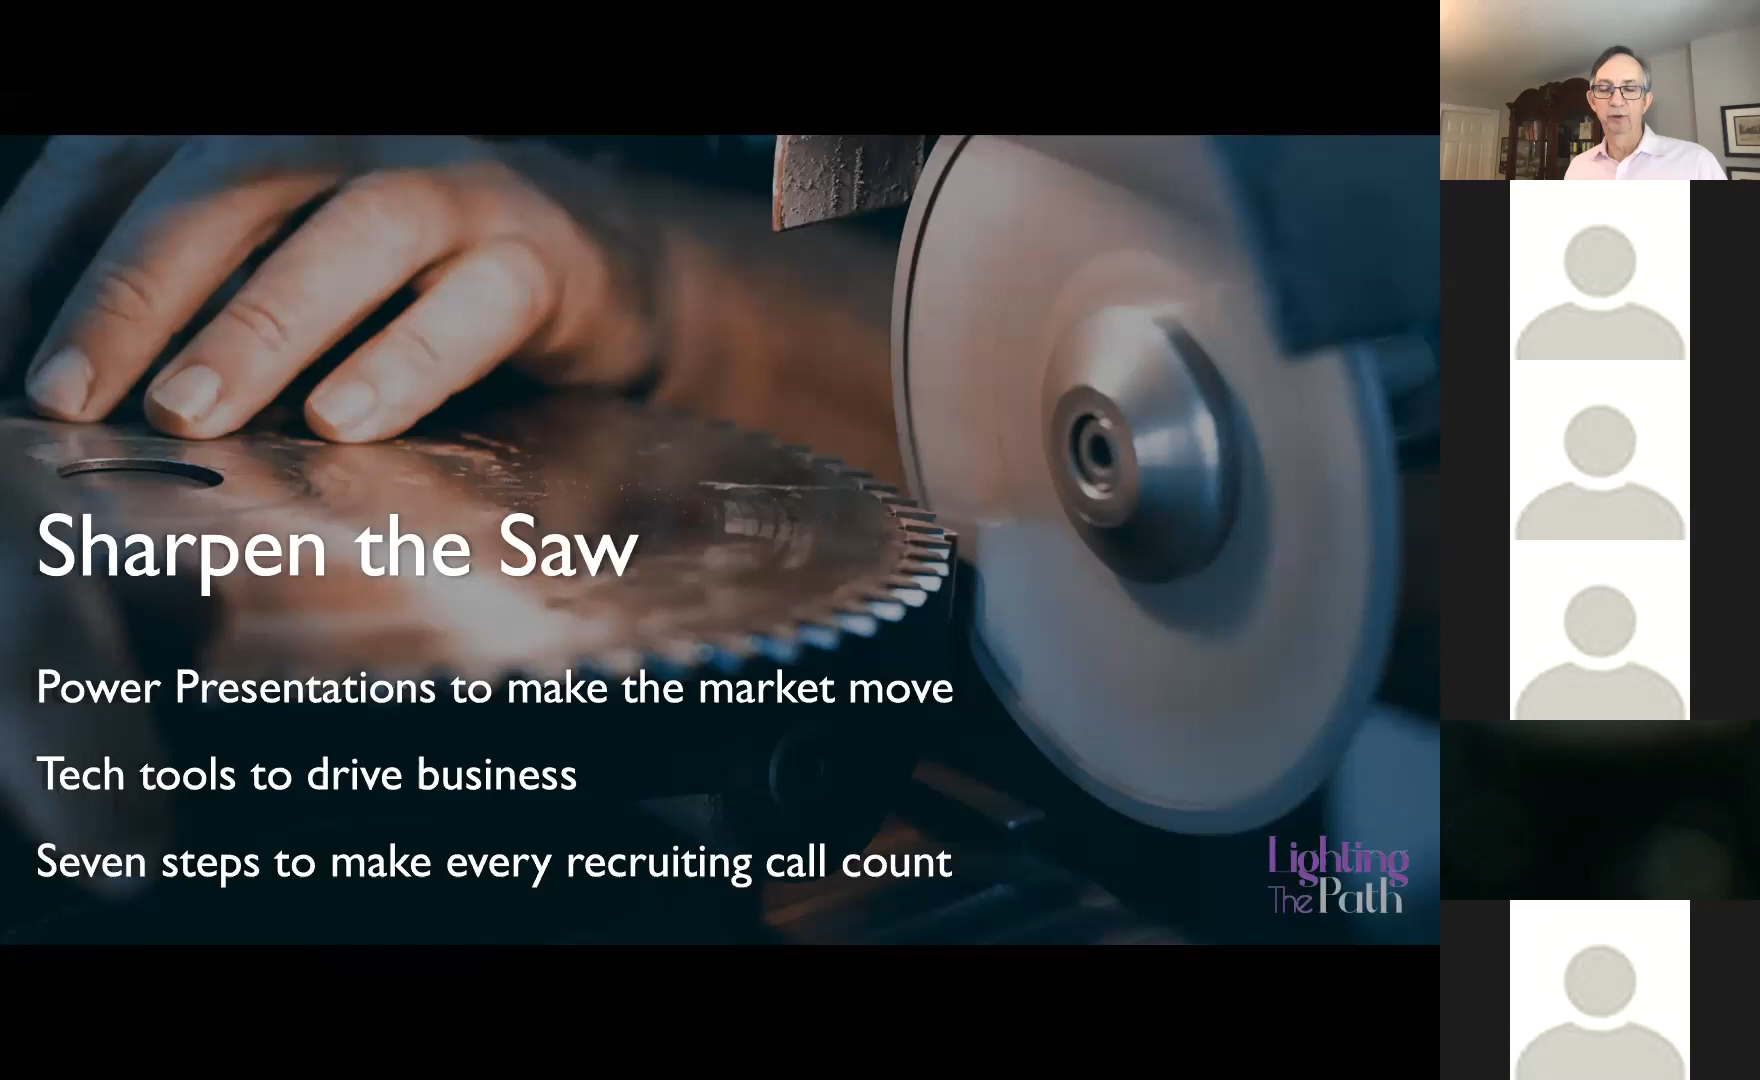 Sharpen the Saw
Power Presentations to make the market move
Tech tools to drive business
Seven steps to make every recruiting call count
Lighting
The Path